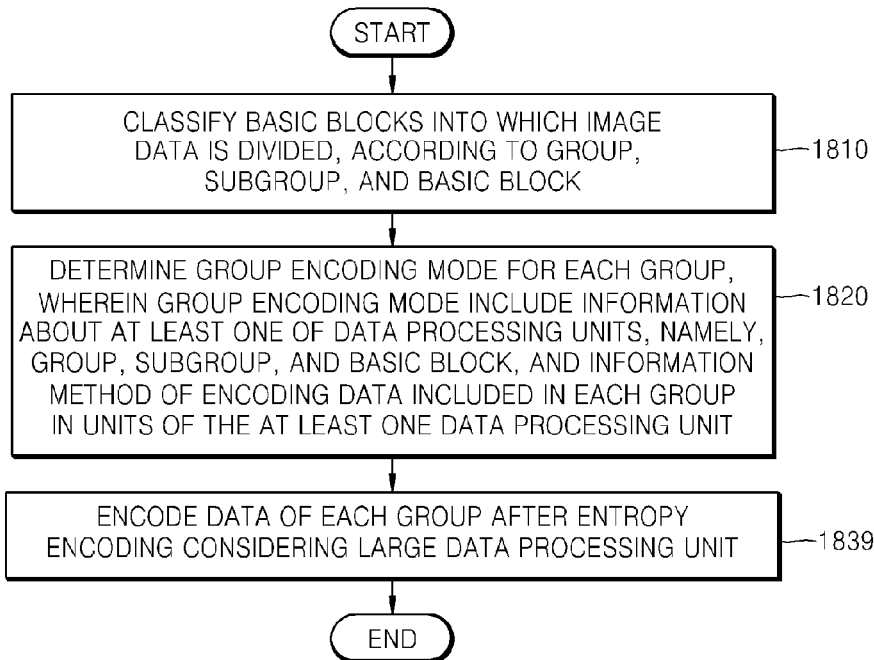 START
CLASSIFY BASIC BLOCKS INTO WHICH IMAGE
DATA IS DIVIDED, ACCORDING TO GROUP,
SUBGROUP, AND BASIC BLOCK
1810
DETERMINE GROUP ENCODING MODE FOR EACH GROUP,
WHEREIN GROUP ENCODING MODE INCLUDE INFORMATION
ABOUT AT LEAST ONE OF DATA PROCESSING UNITS, NAMELY,
GROUP, SUBGROUP, AND BASIC BLOCK, AND INFORMATION
METHOD OF ENCODING DATA INCLUDED IN EACH GROUP
IN UNITS OF THE AT LEAST ONE DATA PROCESSING UNIT
1820
ENCODE DATA OF EACH GROUP AFTER ENTROPY
ENCODING CONSIDERING LARGE DATA PROCESSING UNIT
1839
END